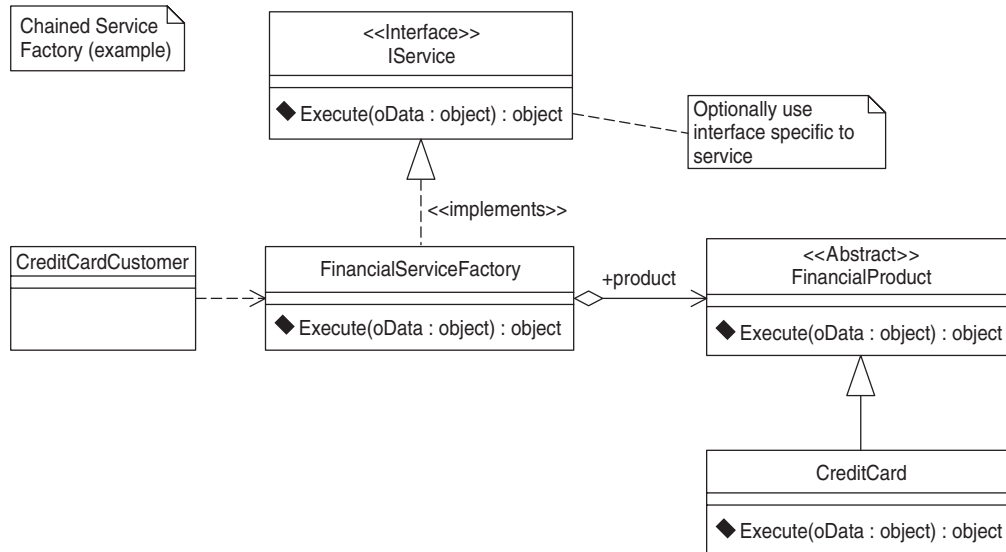 Chained Service
Factory (example)
<<Interface>>
IService
Execute(oData : object) : object
Optionally use
interface specific to
service
<<implements>>
CreditCardCustomer
FinancialServiceFactory
Execute(oData : object) : object
+product
<<Abstract>>
FinancialProduct
Execute(oData : object) : object
CreditCard
Execute(oData : object) : object